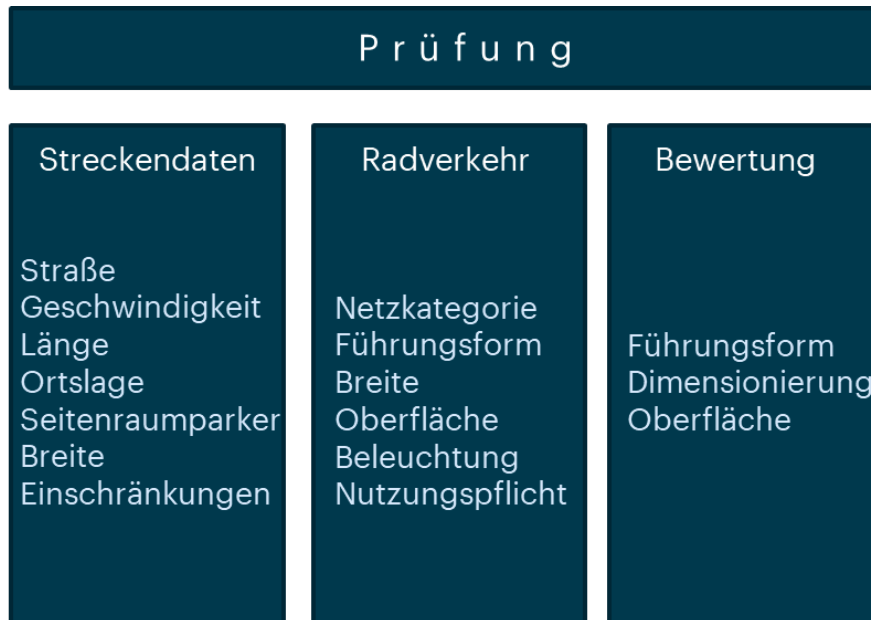 Prüfung
Streckendaten
Straße
Geschwindigkeit
Länge
Ortslage
Seitenraumparker
Breite
Einschränkungen
Radverkehr
Netzkategorie
Führungsform
Breite
Oberfläche
Beleuchtung
Nutzungspflicht
Bewertung
Führungsform
Dimensionierung
Oberfläche